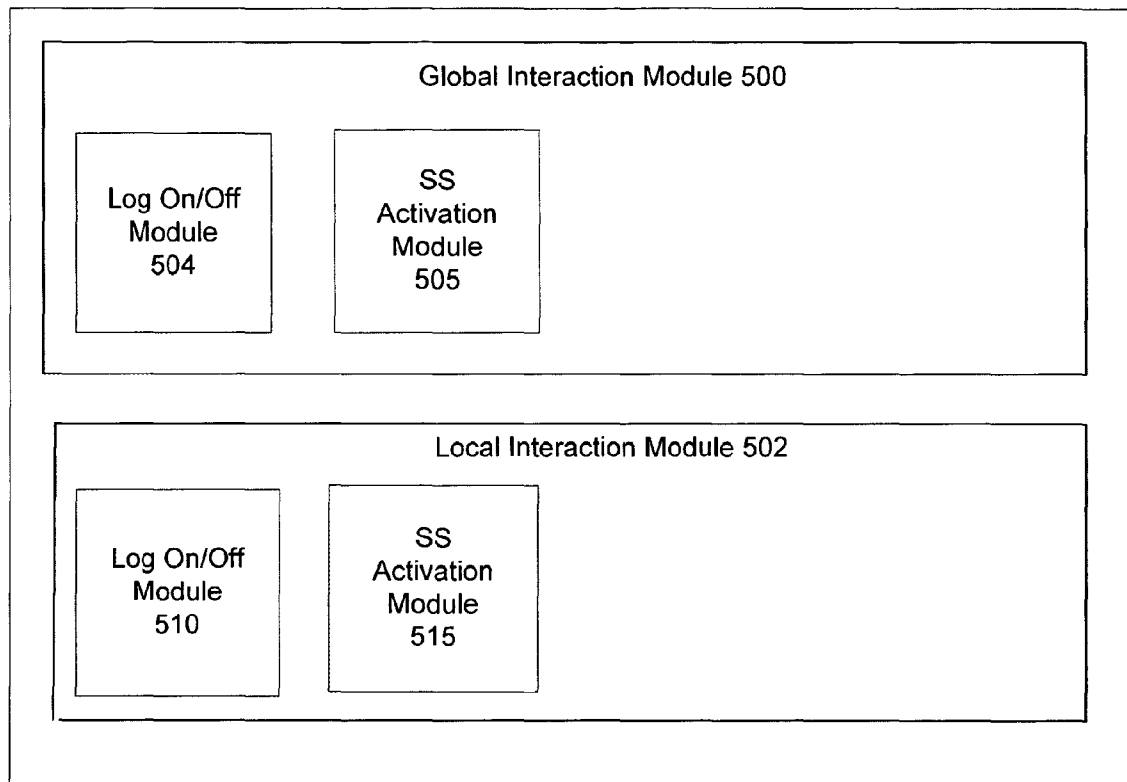 Global Interaction Module 500
Log On/Off
Module
504
SS
Activation
Module
505
Local Interaction Module 502
Log On/Off
Module
510
SS
Activation
Module
515